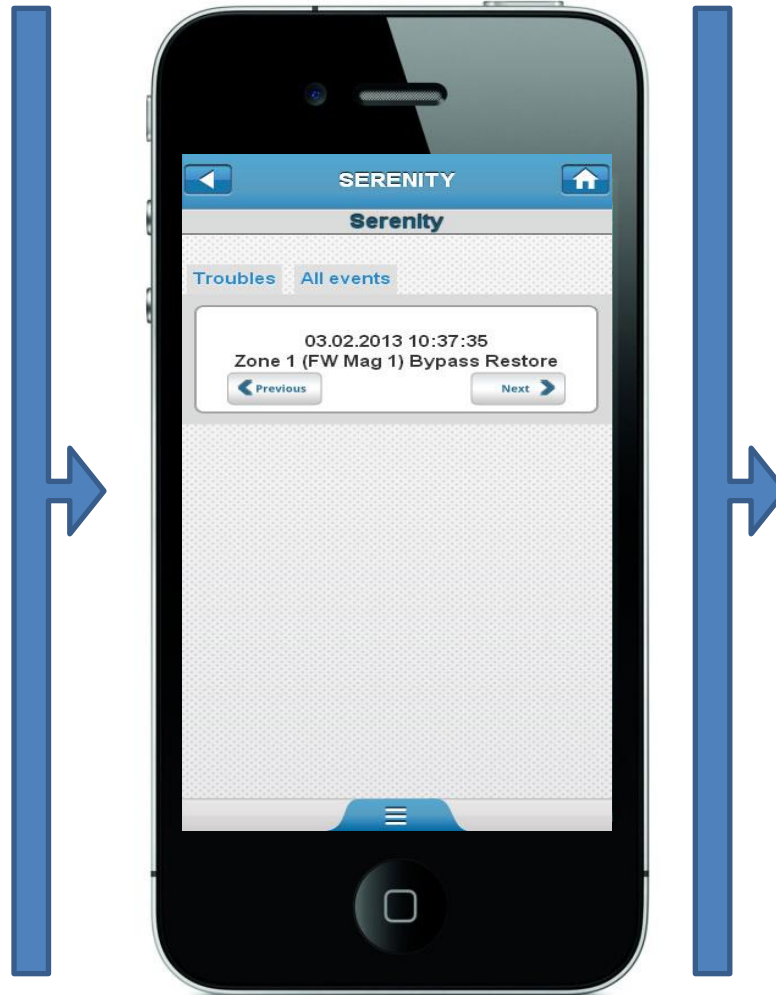 SERENITY
Serenity
Troubles All events
03.02.2013 10:37:35
Zone 1 (FW Mag 1) Bypass Restore
Previous Next